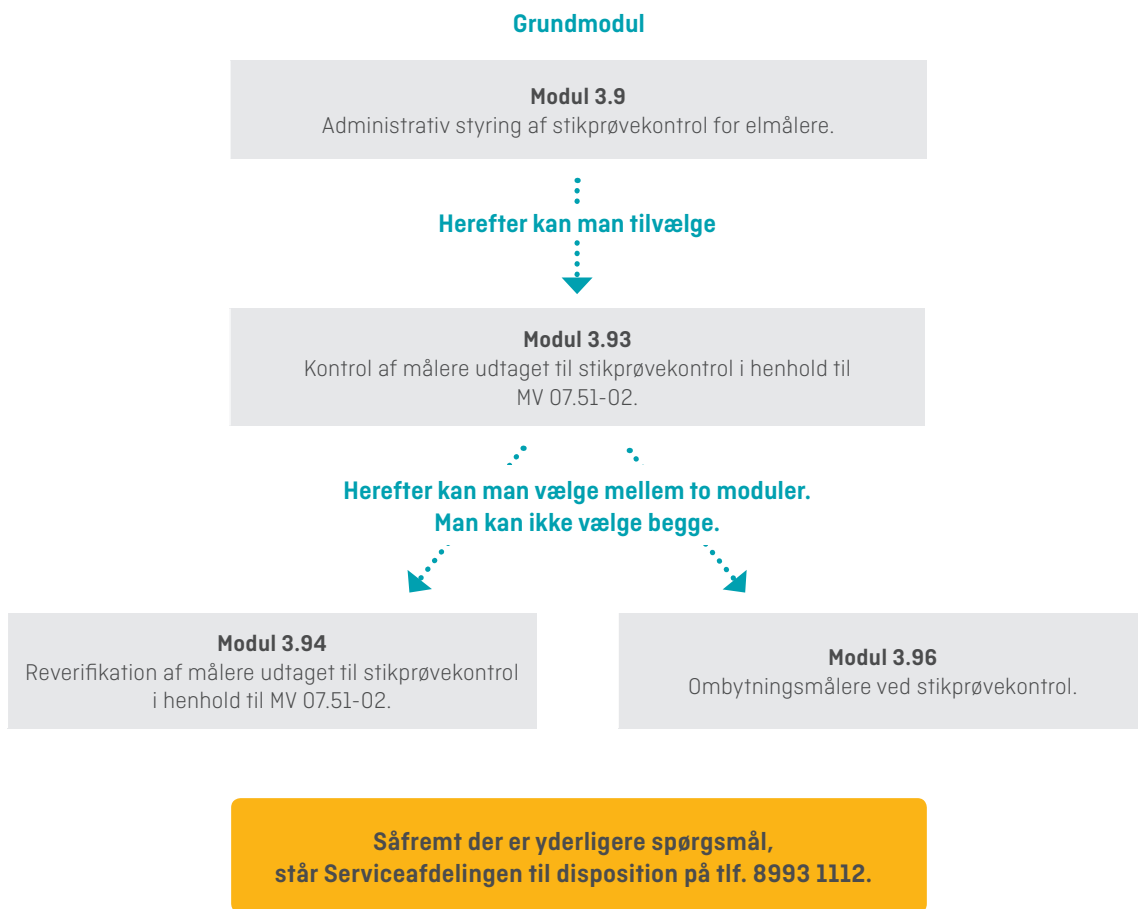 Grundmodul
Modul 3.9
Administrativ styring af stikprøvekontrol for elmålere.
Herefter kan man tilvælge
Modul 3.93
Kontrol af målere udtaget til stikprøvekontrol i henhold til
MV 07.51-02.
Herefter kan man vælge mellem to moduler.
Man kan ikke vælge begge.
Modul 3.94
Reverifikation af målere udtaget til stikprøvekontrol
i henhold til MV 07.51-02.
Modul 3.96
Ombytningsmålere ved stikprøvekontrol.
Såfremt der er yderligere spørgsmål,
står Serviceafdelingen til disposition på tlf. 8993 1112.